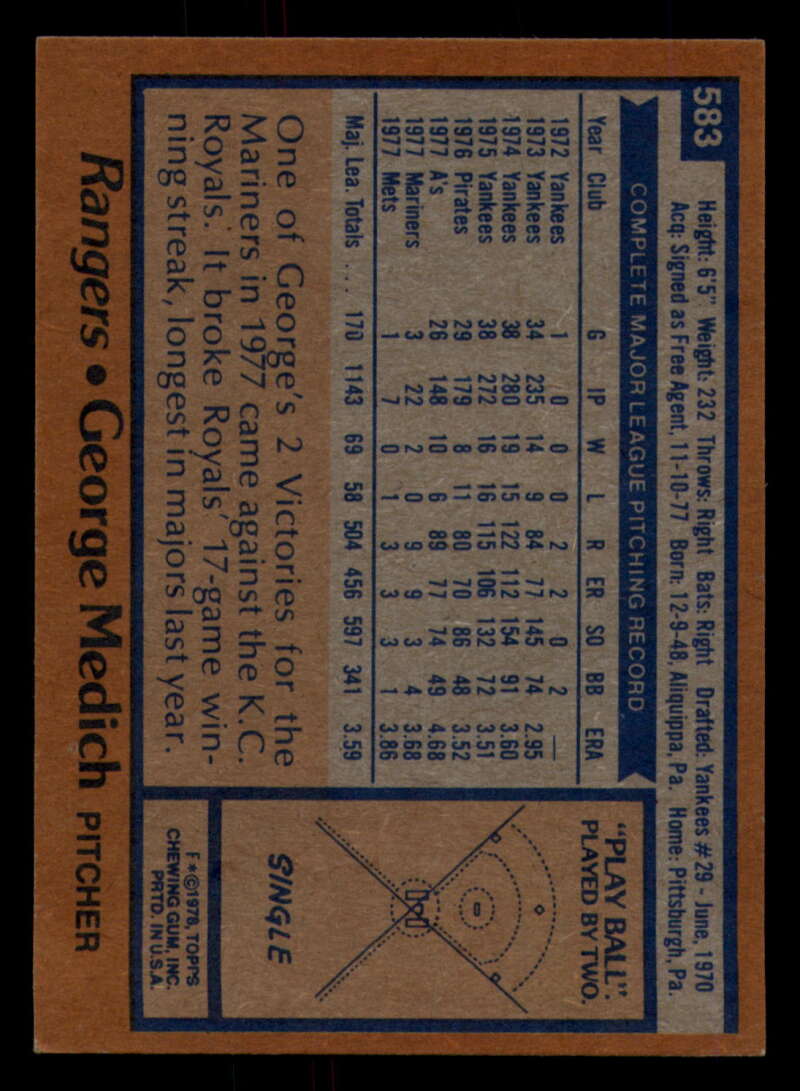 583
Height: 6'5" Weight: 232 Throws: Right Bats: Right Drafted: Yankees #29 - June, 1970
Acq: Signed as Free Agent, 11-10-77 Born: 12-9-48, Aliquippa, Pa. Home: Pittsburgh, Pa.
COMPLETE MAJOR LEAGUE PITCHING RECORD
Year Club G IP W L R ER SO BB ERA
1972 Yankees 1 0 0 0 2 2 0 2 —
1973 Yankees 34 235 14 9 84 77 145 74 2.95
1974 Yankees 38 280 19 15 122 112 154 91 3.60
1975 Yankees 38 272 16 16 115 106 132 72 3.51
1976 Pirates 29 179 8 11 80 70 86 48 3.52
1977 A's 26 148 10 6 89 77 74 49 4.68
1977 Mariners 3 22 2 0 9 9 3 4 3.68
1977 Mets 1 7 0 1 3 3 3 1 3.86
Maj. Lea. Totals ... 170 1143 69 58 504 456 597 341 3.59
One of George's 2 Victories for the
Mariners in 1977 came against the K.C.
Royals. It broke Royals' 17-game win-
ning streak, longest in majors last year.
"PLAY BALL"
PLAYED BY TWO.
SINGLE
F*©1978, TOPPS
CHEWING GUM, INC.
PRTD. IN U.S.A.
Rangers • George Medich PITCHER